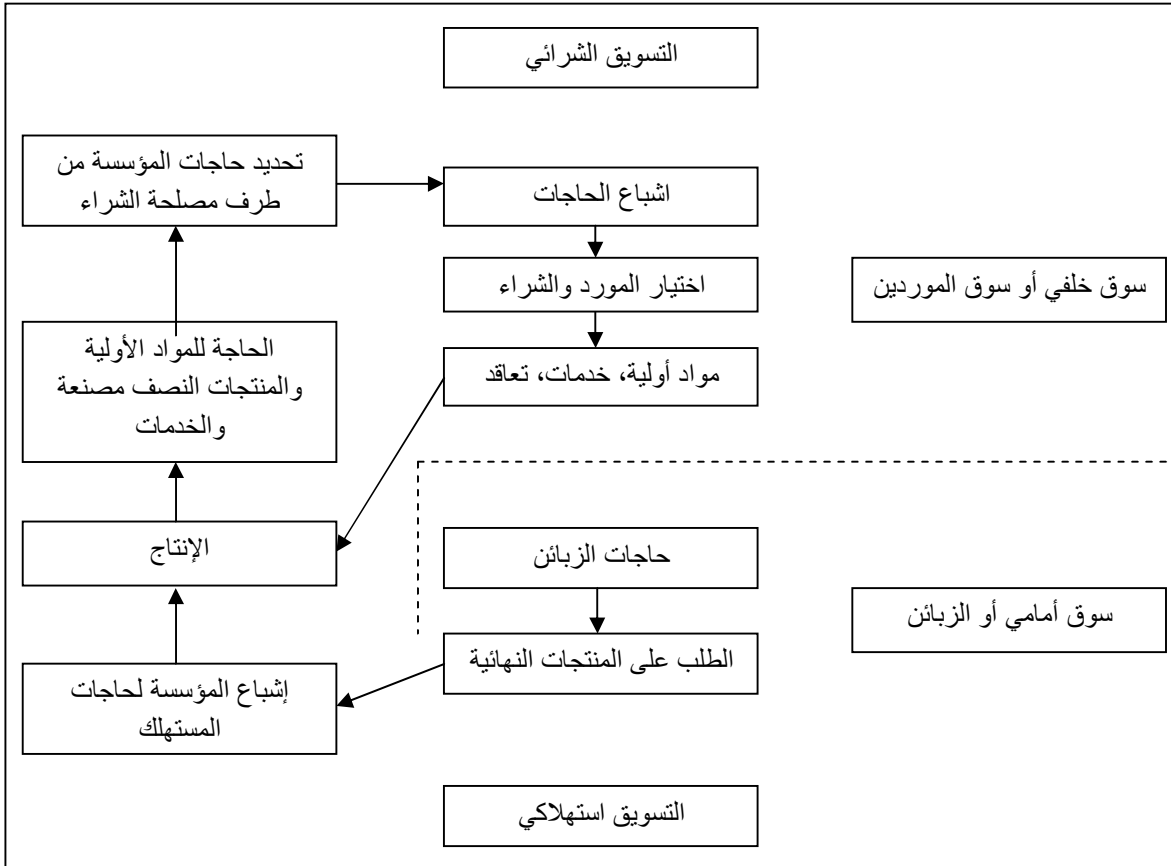 التسويق الشرائي
تحديد حاجات المؤسسة من
طرف مصلحة الشراء
اشباع الحاجات
اختيار المورد والشراء
سوق خلفي أو سوق الموردين
الحاجة للمواد الأولية
والمنتجات النصف مصنعة
والخدمات
مواد أولية، خدمات، تعاقد
الإنتاج
حاجات الزبائن
سوق أمامي أو الزبائن
الطلب على المنتجات النهائية
إشباع المؤسسة لحاجات
المستهلك
التسويق استهلاكي